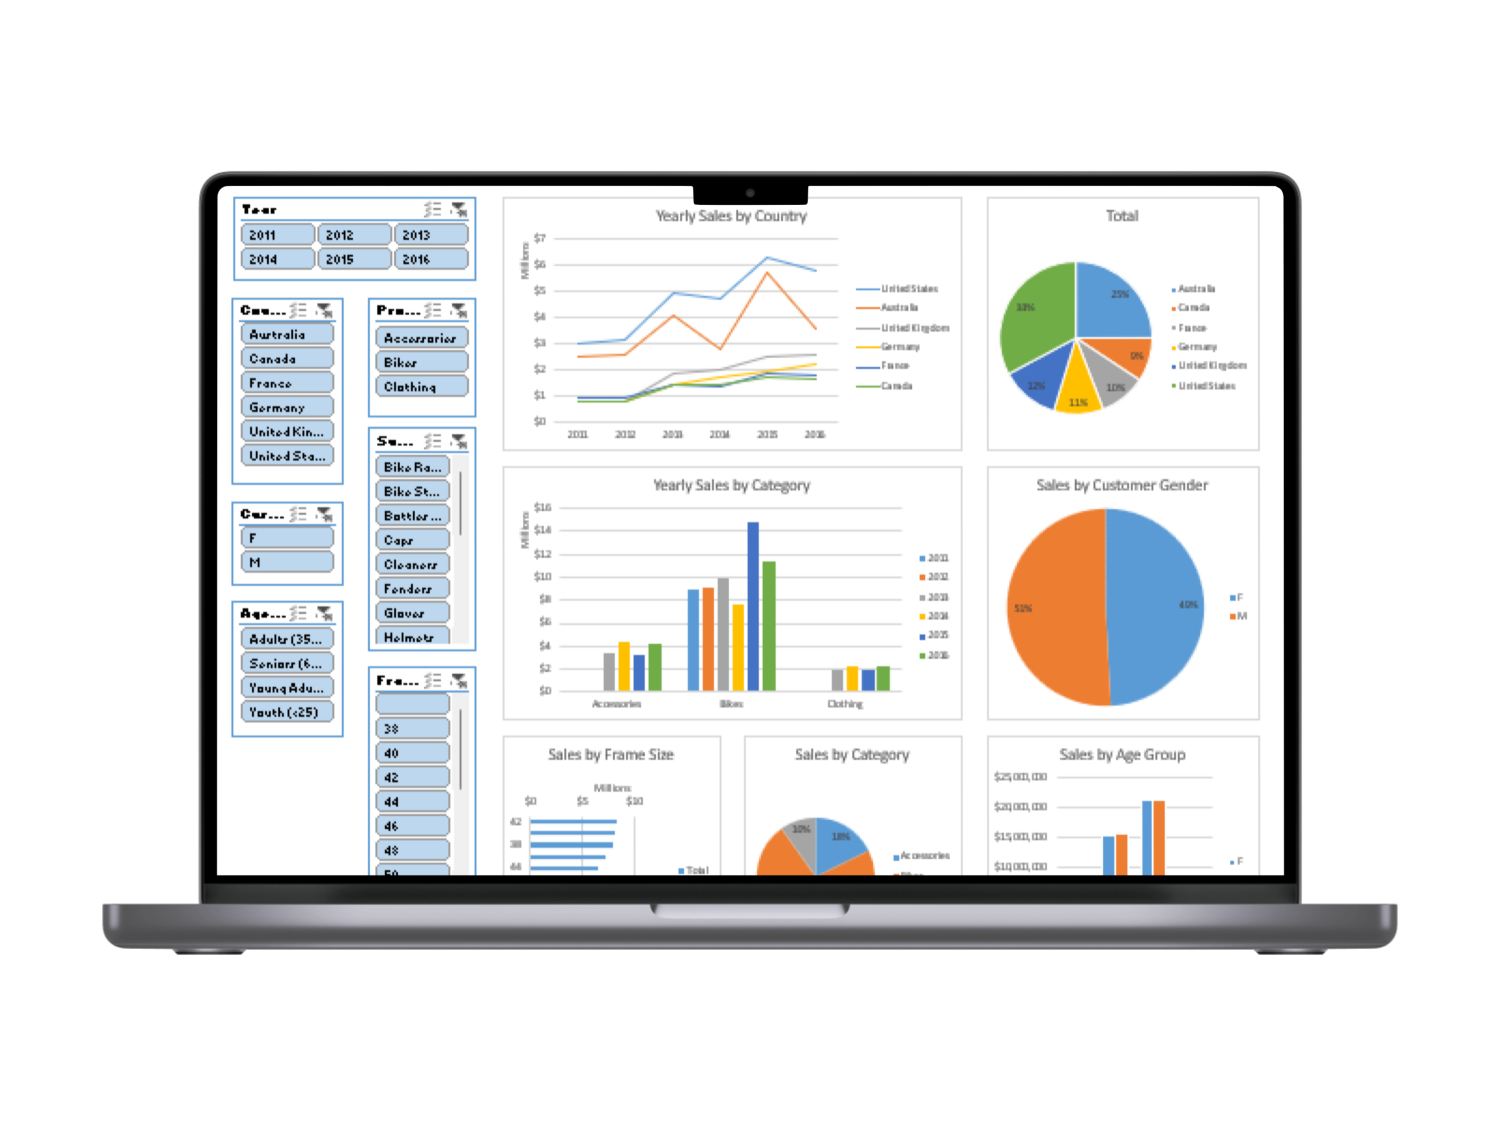 Year
2011 2012 2013
2014 2015 2016
Cou...
Australia
Canada
France
Germany
United Kin...
United Sta...
Cus...
F
M
Age...
Adults (35...
Seniors (6...
Young Adu...
Youth (<25)
Pro...
Accessories
Bikes
Clothing
Su...
Bike Ra...
Bike St...
Bottles ...
Caps
Cleaners
Fenders
Gloves
Helmets
Fra...
38
40
42
44
46
48
50
Yearly Sales by Country
Millions
$7
$6
$5
$4
$3
$2
$1
$0
2011 2012 2013 2014 2015 2016
United States
Australia
United Kingdom
Germany
France
Canada
Total
25%
9%
10%
11%
12%
33%
Australia
Canada
France
Germany
United Kingdom
United States
Yearly Sales by Category
Millions
$16
$14
$12
$10
$8
$6
$4
$2
$0
Accessories Bikes Clothing
2011
2012
2013
2014
2015
2016
Sales by Customer Gender
51%
49%
F
M
Sales by Frame Size
Millions
$0 $5 $10
42
38
44
Total
Sales by Category
10%
18%
Accessories
Bikes
Sales by Age Group
$25,000,000
$20,000,000
$15,000,000
$10,000,000
F